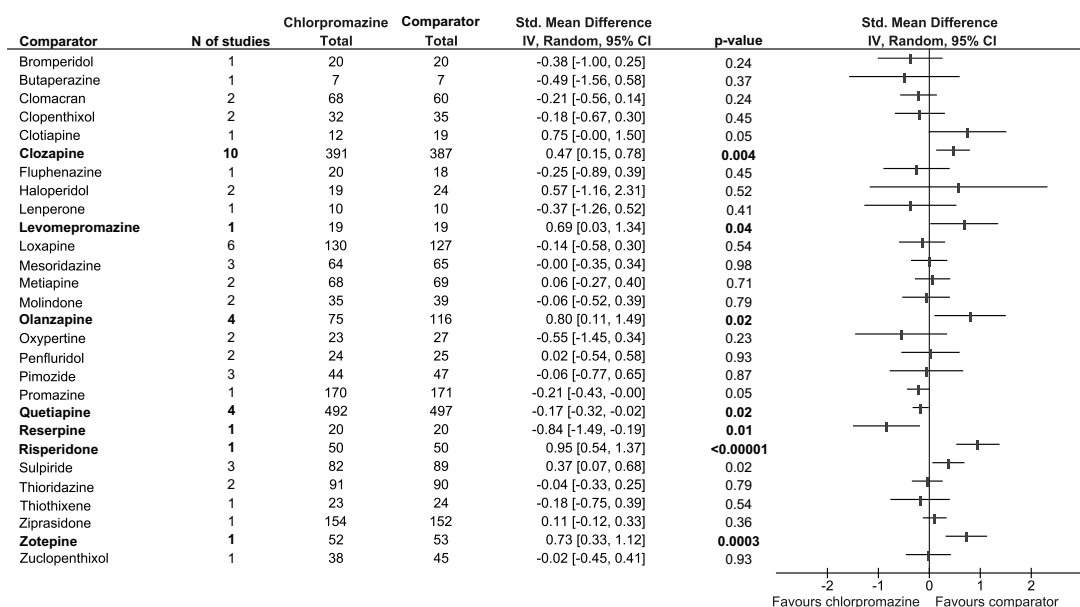 Chlorpromazine Comparator Std. Mean Difference Std. Mean Difference
Comparator N of studies Total Total IV, Random, 95% CI p-value IV, Random, 95% CI
Bromperidol 1 20 20 -0.38 [-1.00, 0.25] 0.24
Butaperazine 1 7 7 -0.49 [-1.56, 0.58] 0.37
Clomacran 2 68 60 -0.21 [-0.56, 0.14] 0.24
Clopenthixol 2 32 35 -0.18 [-0.67, 0.30] 0.45
Clotiapine 1 12 19 0.75 [-0.00, 1.50] 0.05
Clozapine 10 391 387 0.47 [0.15, 0.78] 0.004
Fluphenazine 1 20 18 -0.25 [-0.89, 0.39] 0.45
Haloperidol 2 19 24 0.57 [-1.16, 2.31] 0.52
Lenperone 1 10 10 -0.37 [-1.26, 0.52] 0.41
Levomepromazine 1 19 19 0.69 [0.03, 1.34] 0.04
Loxapine 6 130 127 -0.14 [-0.58, 0.30] 0.54
Mesoridazine 3 64 65 -0.00 [-0.35, 0.34] 0.98
Metiapine 2 68 69 0.06 [-0.27, 0.40] 0.71
Molindone 2 35 39 -0.06 [-0.52, 0.39] 0.79
Olanzapine 4 75 116 0.80 [0.11, 1.49] 0.02
Oxypertine 2 23 27 -0.55 [-1.45, 0.34] 0.23
Penfluridol 2 24 25 0.02 [-0.54, 0.58] 0.93
Pimozide 3 44 47 -0.06 [-0.77, 0.65] 0.87
Promazine 1 170 171 -0.21 [-0.43, -0.00] 0.05
Quetiapine 4 492 497 -0.17 [-0.32, -0.02] 0.02
Reserpine 1 20 20 -0.84 [-1.49, -0.19] 0.01
Risperidone 1 50 50 0.95 [0.54, 1.37] <0.00001
Sulpiride 3 82 89 0.37 [0.07, 0.68] 0.02
Thioridazine 2 91 90 -0.04 [-0.33, 0.25] 0.79
Thiothixene 1 23 24 -0.18 [-0.75, 0.39] 0.54
Ziprasidone 1 154 152 0.11 [-0.12, 0.33] 0.36
Zotepine 1 52 53 0.73 [0.33, 1.12] 0.0003
Zuclopenthixol 1 38 45 -0.02 [-0.45, 0.41] 0.93
-2 -1 0 1 2
Favours chlorpromazine Favours comparator